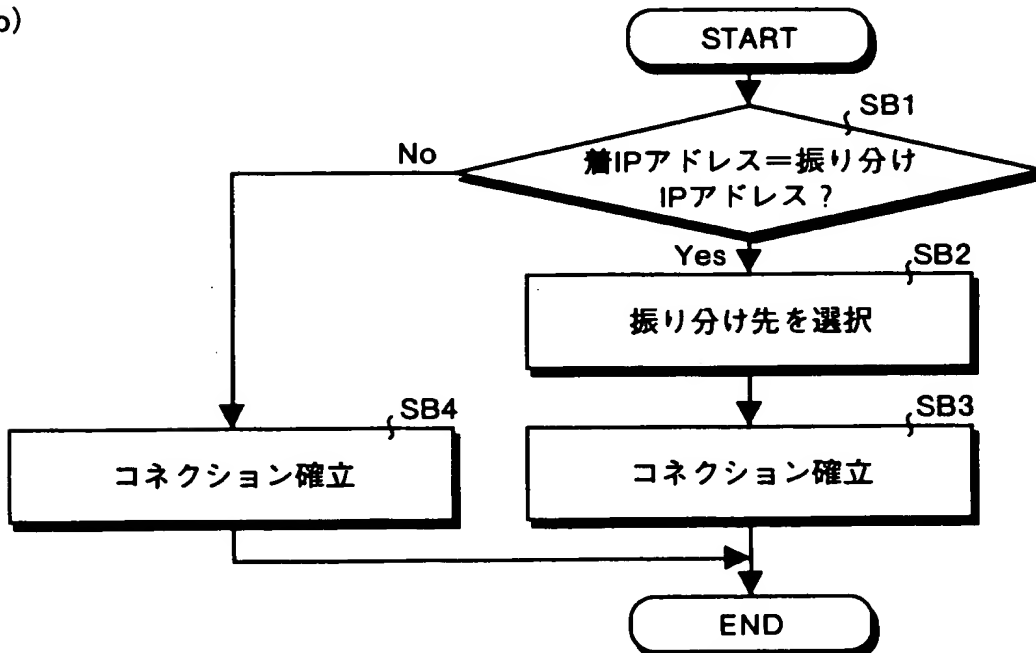 b)
START
SB1
No
着IPアドレス＝振り分け
IPアドレス？
Yes
SB2
振り分け先を選択
SB4
SB3
コネクション確立
コネクション確立
END